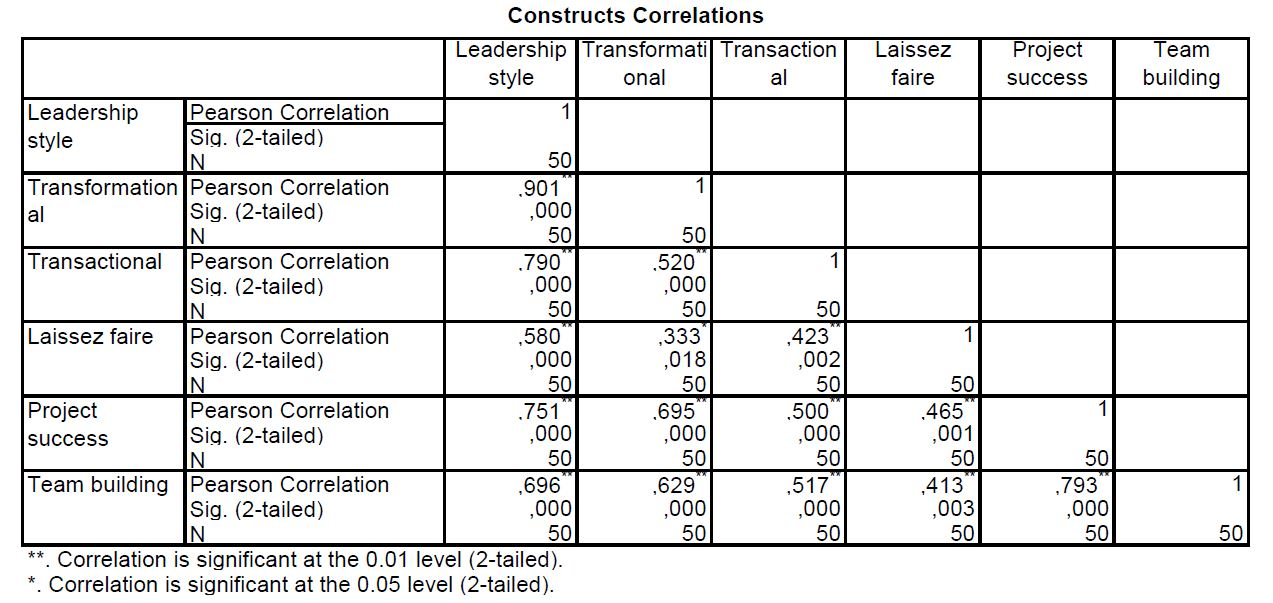 Constructs Correlations
Leadership style Transformati onal Transaction al Laissez faire Project success Team building
Leadership style Pearson Correlation 1
Sig. (2-tailed)
N 50
Transformation al Pearson Correlation ,901** 1
Sig. (2-tailed) ,000
N 50 50
Transactional Pearson Correlation ,790** ,520** 1
Sig. (2-tailed) ,000 ,000
N 50 50 50
Laissez faire Pearson Correlation ,580** ,333* ,423** 1
Sig. (2-tailed) ,000 ,018 ,002
N 50 50 50 50
Project success Pearson Correlation ,751** ,695** ,500** ,465** 1
Sig. (2-tailed) ,000 ,000 ,000 ,001
N 50 50 50 50 50
Team building Pearson Correlation ,696** ,629** ,517** ,413** ,793** 1
Sig. (2-tailed) ,000 ,000 ,000 ,003 ,000
N 50 50 50 50 50 50
**. Correlation is significant at the 0.01 level (2-tailed).
*. Correlation is significant at the 0.05 level (2-tailed).